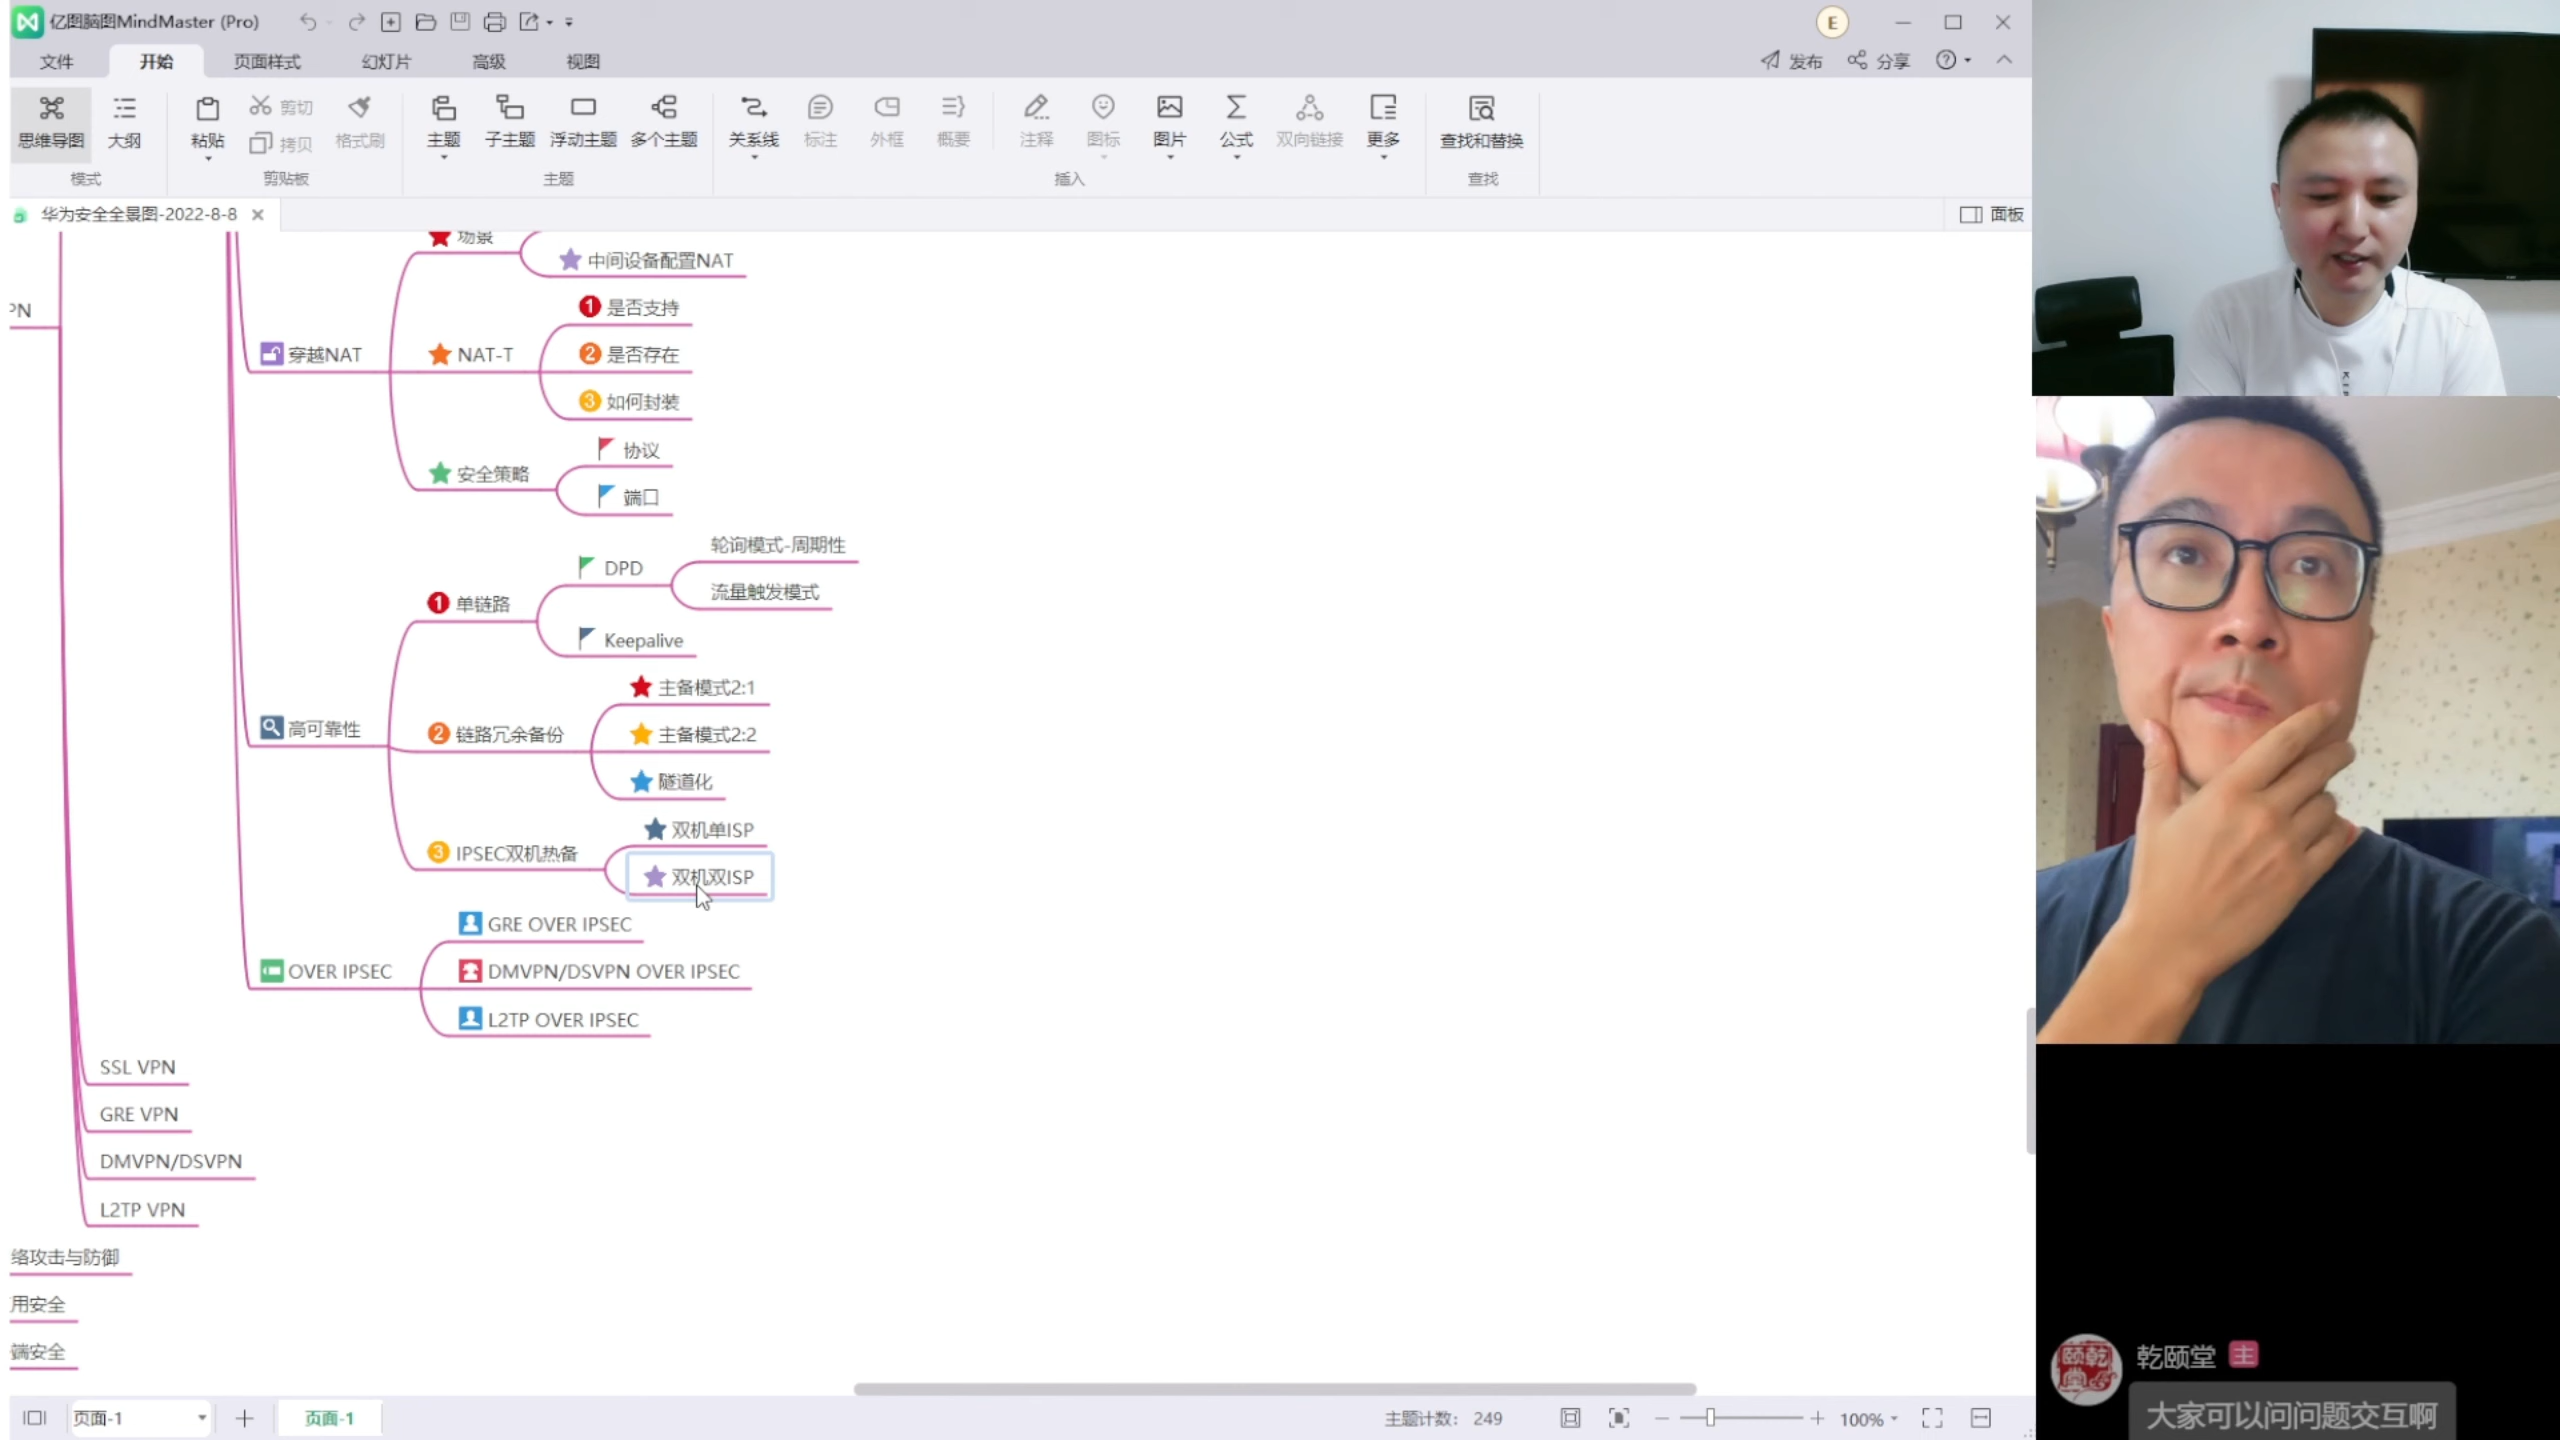 亿图脑图MindMaster (Pro)
E
文件
开始
页面样式
幻灯片
高级
视图
发布
分享
思维导图
大纲
粘贴
剪切
拷贝
格式刷
主题
子主题
浮动主题
多个主题
关系线
标注
外框
概要
注释
图标
图片
公式
双向链接
更多
查找和替换
模式
剪贴板
主题
插入
查找
华为安全全景图-2022-8-8
面板
场景
中间设备配置NAT
PN
1 是否支持
穿越NAT
NAT-T
2 是否存在
3 如何封装
协议
安全策略
端口
轮询模式-周期性
DPD
流量触发模式
1 单链路
Keepalive
主备模式2:1
高可靠性
2 链路冗余备份
主备模式2:2
隧道化
双机单ISP
3 IPSEC双机热备
双机双ISP
GRE OVER IPSEC
OVER IPSEC
DMVPN/DSVPN OVER IPSEC
L2TP OVER IPSEC
SSL VPN
GRE VPN
DMVPN/DSVPN
L2TP VPN
络攻击与防御
用安全
端安全
乾颐堂 主
大家可以问问题交互啊
页面-1
页面-1
主题计数: 249
100%